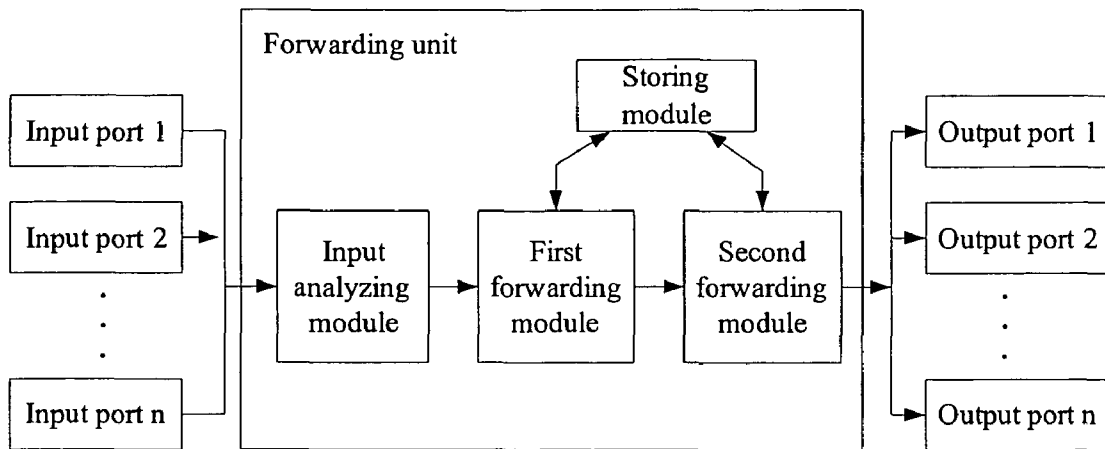 Forwarding unit
Storing
module
Input port 1
Input port 2
Input port n
Input
analyzing
module
First
forwarding
module
Second
forwarding
module
Output port 1
Output port 2
Output port n